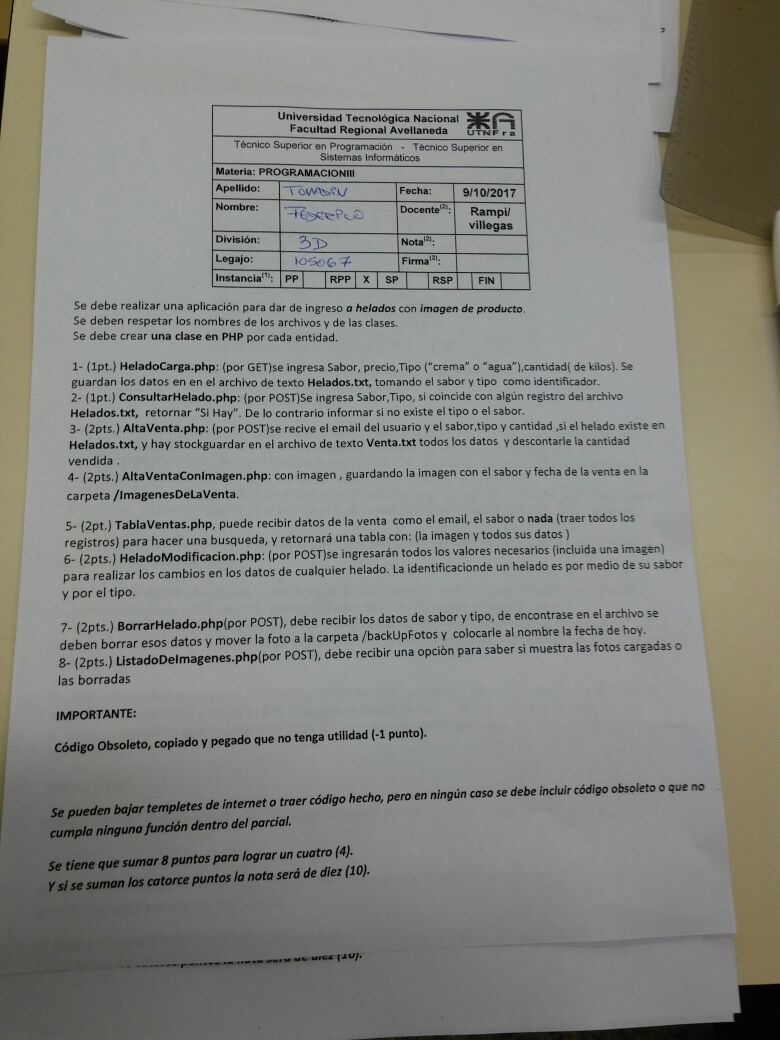 Universidad Tecnológica Nacional
Facultad Regional Avellaneda
UTNFra
Técnico Superior en Programación - Técnico Superior en
Sistemas Informáticos
Materia: PROGRAMACIONIII
Apellido: TOMADIN Fecha: 9/10/2017
Nombre: FEDERICO Docente(2): Rampi/
villegas
División: 3D Nota(2):
Legajo: 105067 Firma(2):
Instancia(1): PP RPP X SP RSP FIN
Se debe realizar una aplicación para dar de ingreso a helados con imagen de producto.
Se deben respetar los nombres de los archivos y de las clases.
Se debe crear una clase en PHP por cada entidad.
1- (1pt.) HeladoCarga.php: (por GET)se ingresa Sabor, precio,Tipo ("crema" o "agua"),cantidad( de kilos). Se
guardan los datos en en el archivo de texto Helados.txt, tomando el sabor y tipo como identificador.
2- (1pt.) ConsultarHelado.php: (por POST)Se ingresa Sabor,Tipo, si coincide con algún registro del archivo
Helados.txt, retornar "Si Hay". De lo contrario informar si no existe el tipo o el sabor.
3- (2pts.) AltaVenta.php: (por POST)se recive el email del usuario y el sabor,tipo y cantidad ,si el helado existe en
Helados.txt, y hay stockguardar en el archivo de texto Venta.txt todos los datos y descontarle la cantidad
vendida .
4- (2pts.) AltaVentaConImagen.php: con imagen , guardando la imagen con el sabor y fecha de la venta en la
carpeta /ImagenesDeLaVenta.
5- (2pt.) TablaVentas.php, puede recibir datos de la venta como el email, el sabor o nada (traer todos los
registros) para hacer una busqueda, y retornará una tabla con: (la imagen y todos sus datos )
6- (2pts.) HeladoModificacion.php: (por POST)se ingresarán todos los valores necesarios (incluida una imagen)
para realizar los cambios en los datos de cualquier helado. La identificacionde un helado es por medio de su sabor
y por el tipo.
7- (2pts.) BorrarHelado.php(por POST), debe recibir los datos de sabor y tipo, de encontrase en el archivo se
deben borrar esos datos y mover la foto a la carpeta /backUpFotos y colocarle al nombre la fecha de hoy.
8- (2pts.) ListadoDeImagenes.php(por POST), debe recibir una opciòn para saber si muestra las fotos cargadas o
las borradas
IMPORTANTE:
Código Obsoleto, copiado y pegado que no tenga utilidad (-1 punto).
Se pueden bajar templetes de internet o traer código hecho, pero en ningún caso se debe incluir código obsoleto o que no
cumpla ninguna función dentro del parcial.
Se tiene que sumar 8 puntos para lograr un cuatro (4).
Y si se suman los catorce puntos la nota será de diez (10).
puntos la nota será de diez (10).